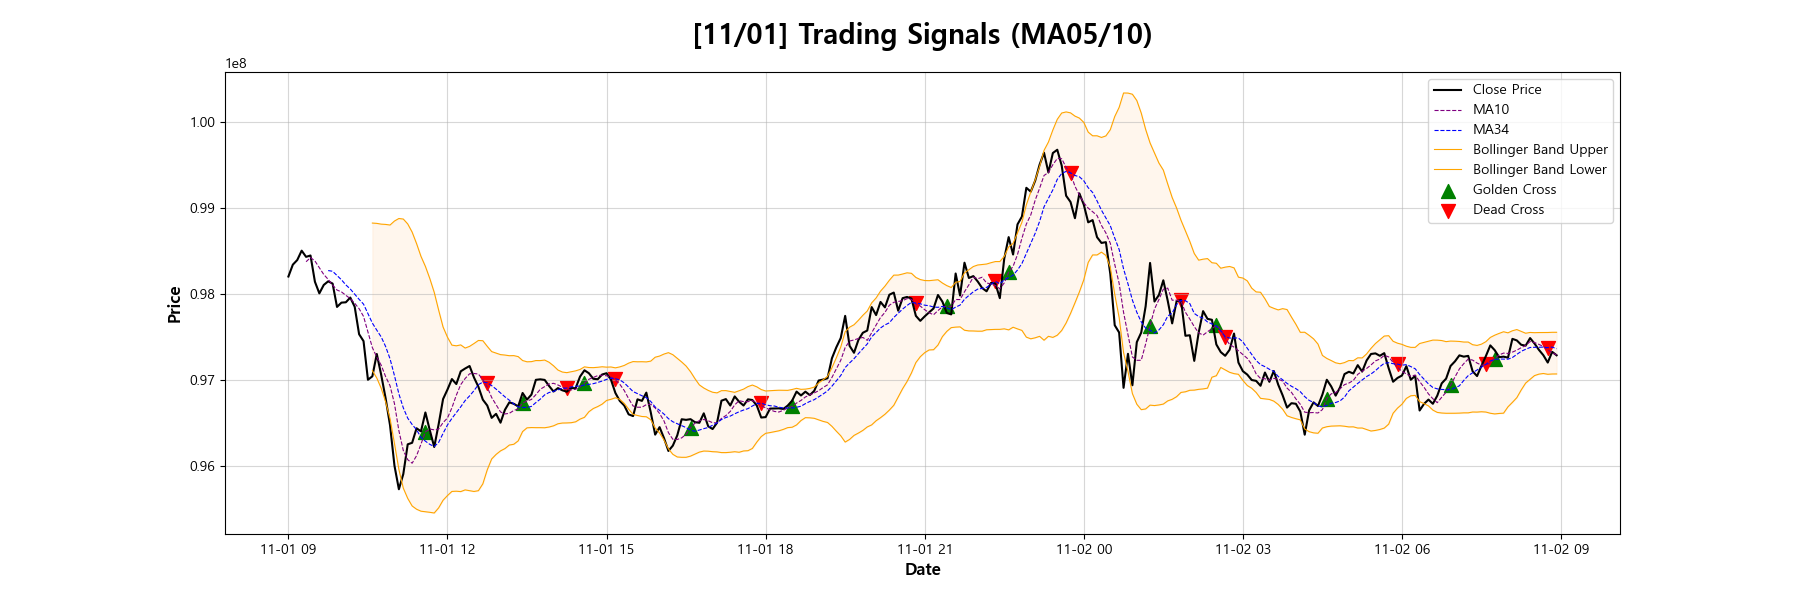 [11/01] Trading Signals (MA05/10)
1e8
Close Price
MA10
MA34
Bollinger Band Upper
Bollinger Band Lower
Golden Cross
Dead Cross
1.00
0.99
0.98
0.97
0.96
Price
11-01 09
11-01 12
11-01 15
11-01 18
11-01 21
11-02 00
11-02 03
11-02 06
11-02 09
Date